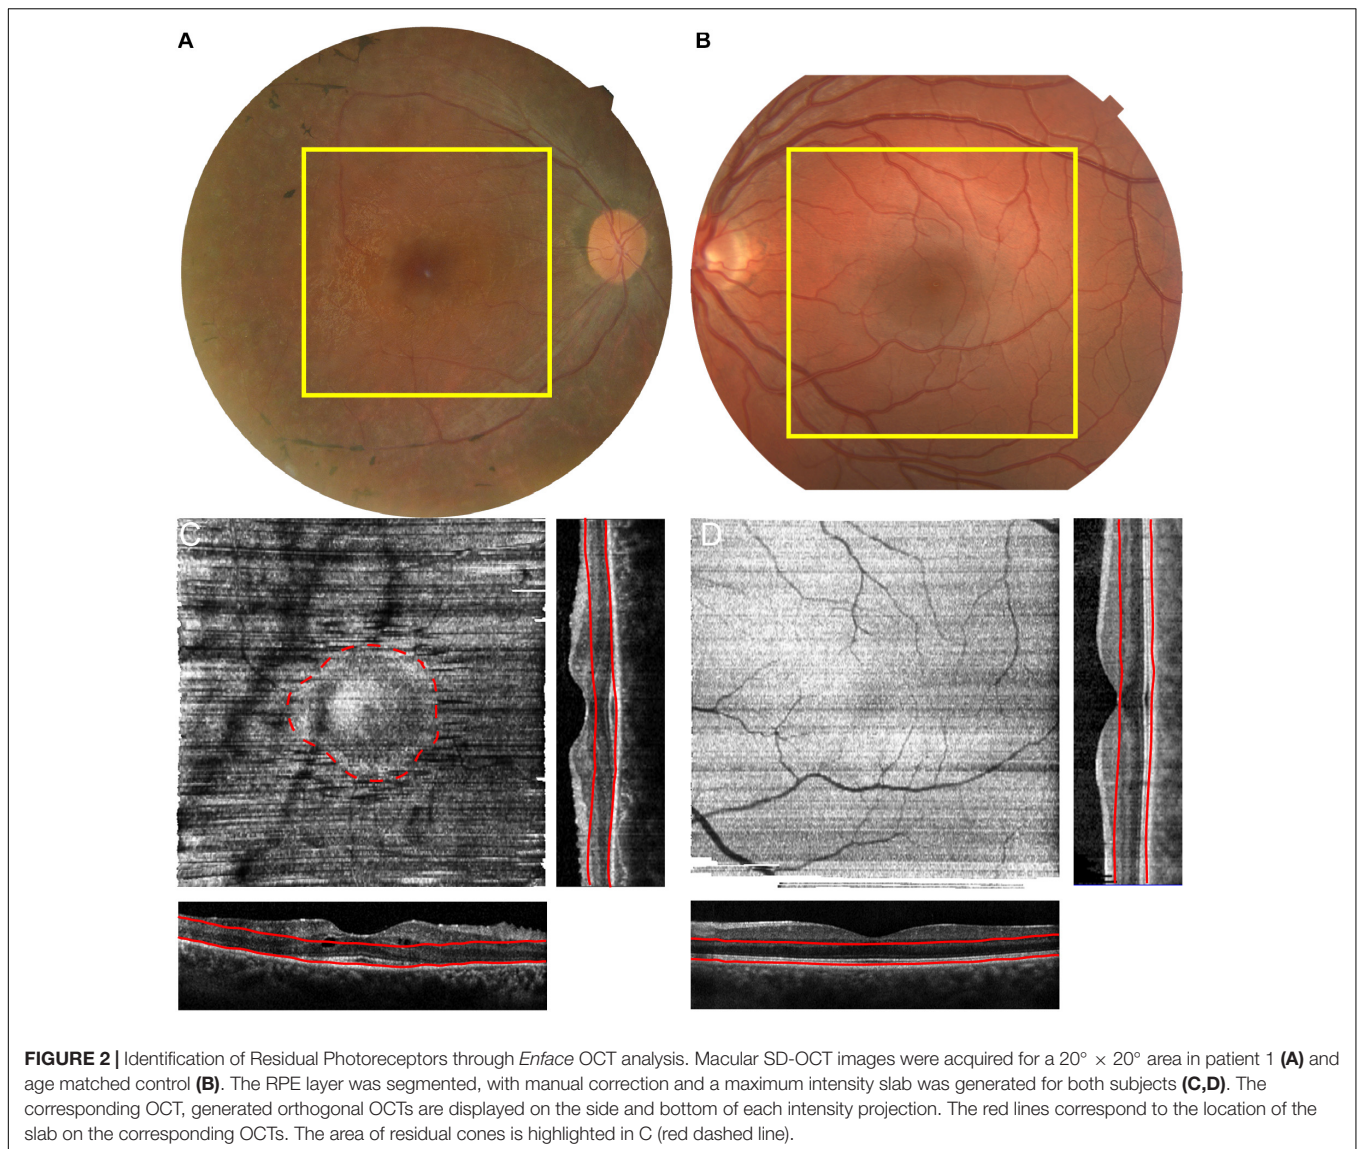 A
B
C
D
FIGURE 2 | Identification of Residual Photoreceptors through Enface OCT analysis. Macular SD-OCT images were acquired for a 20° × 20° area in patient 1 (A) and
age matched control (B). The RPE layer was segmented, with manual correction and a maximum intensity slab was generated for both subjects (C,D). The
corresponding OCT, generated orthogonal OCTs are displayed on the side and bottom of each intensity projection. The red lines correspond to the location of the
slab on the corresponding OCTs. The area of residual cones is highlighted in C (red dashed line).